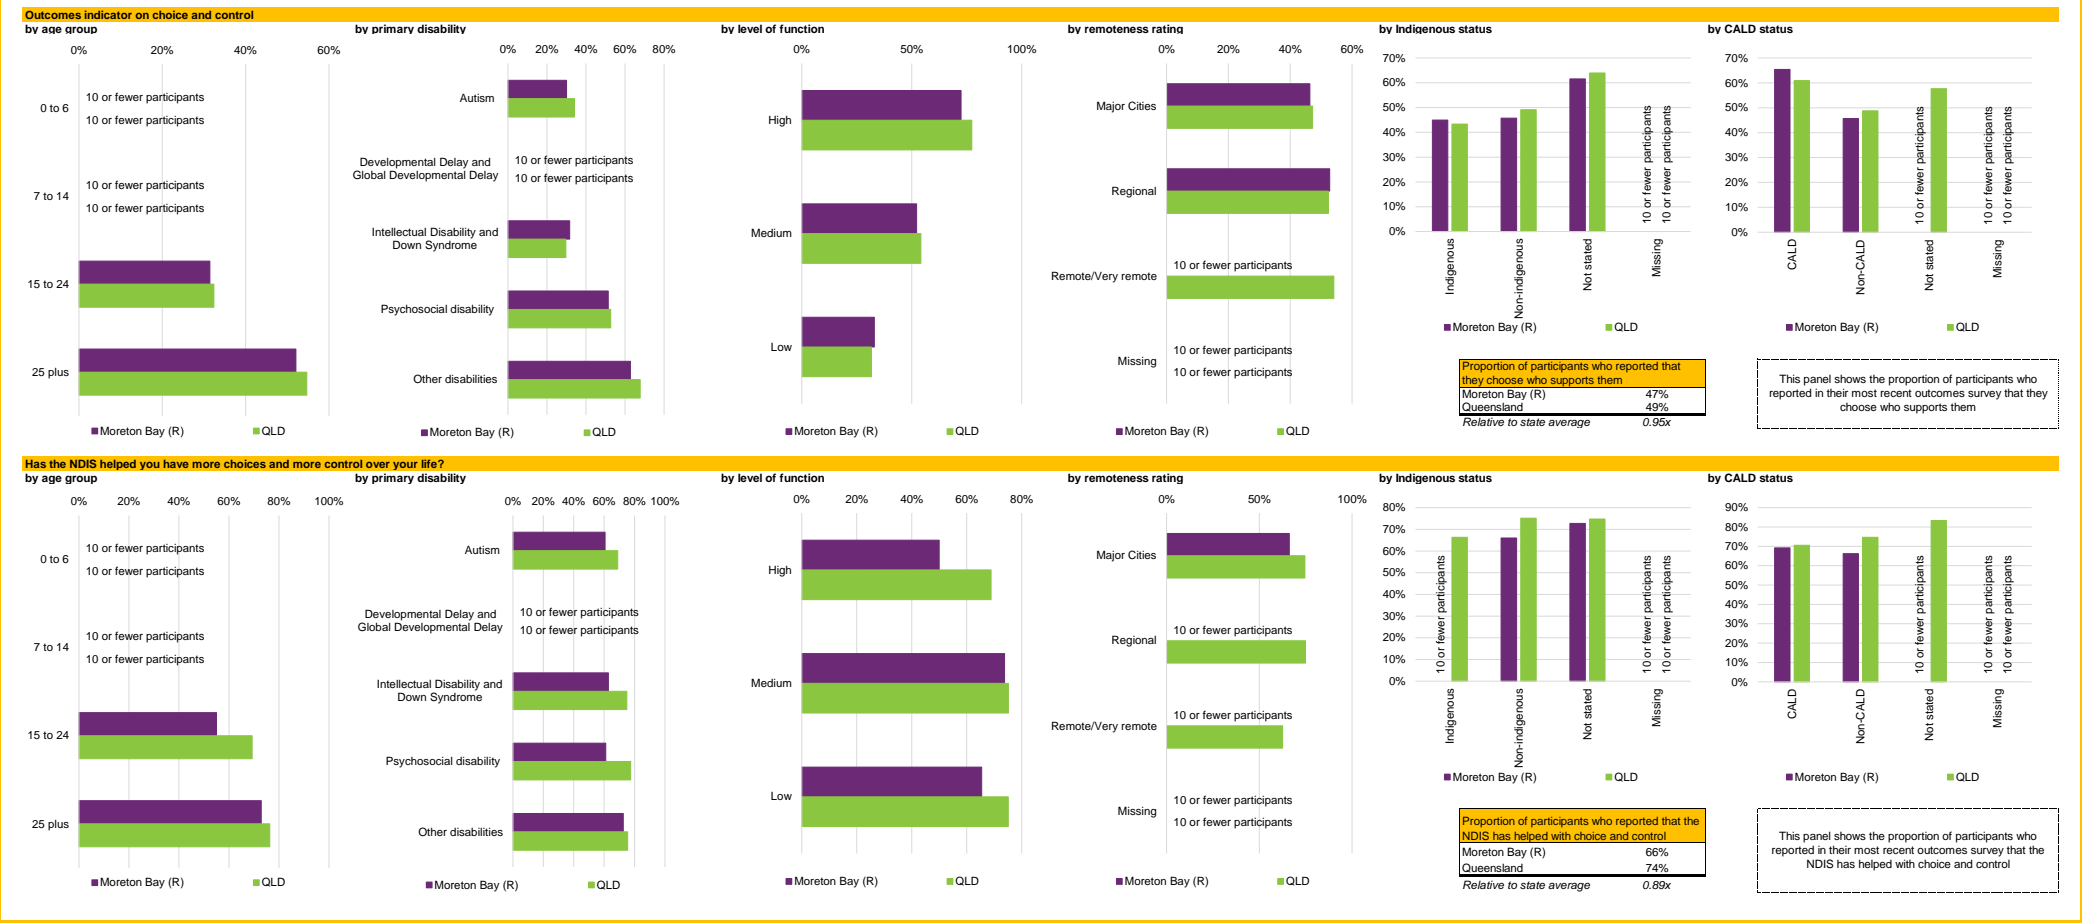 Outcomes indicator on choice and control
by age group
0% 20% 40% 60%
0 to 6
10 or fewer participants
10 or fewer participants
7 to 14
10 or fewer participants
10 or fewer participants
15 to 24
25 plus
Moreton Bay (R) QLD
by primary disability
0% 20% 40% 60% 80%
Autism
Developmental Delay and
Global Developmental Delay
10 or fewer participants
10 or fewer participants
Intellectual Disability and
Down Syndrome
Psychosocial disability
Other disabilities
Moreton Bay (R) QLD
by level of function
0% 50% 100%
High
Medium
Low
Moreton Bay (R) QLD
by remoteness rating
0% 20% 40% 60%
Major Cities
Regional
Remote/Very remote
10 or fewer participants
Missing
10 or fewer participants
10 or fewer participants
Moreton Bay (R) QLD
by Indigenous status
70%
60%
50%
40%
30%
20%
10%
0%
10 or fewer participants
10 or fewer participants
Indigenous
Non-indigenous
Not stated
Missing
Moreton Bay (R) QLD
by CALD status
70%
60%
50%
40%
30%
20%
10%
0%
10 or fewer participants
10 or fewer participants
10 or fewer participants
CALD
Non-CALD
Not stated
Missing
Moreton Bay (R) QLD
Proportion of participants who reported that
they choose who supports them
Moreton Bay (R) 47%
Queensland 49%
Relative to state average 0.95x
This panel shows the proportion of participants who
reported in their most recent outcomes survey that they
choose who supports them
Has the NDIS helped you have more choices and more control over your life?
by age group
0% 20% 40% 60% 80% 100%
0 to 6
10 or fewer participants
10 or fewer participants
7 to 14
10 or fewer participants
10 or fewer participants
15 to 24
25 plus
Moreton Bay (R) QLD
by primary disability
0% 20% 40% 60% 80% 100%
Autism
Developmental Delay and
Global Developmental Delay
10 or fewer participants
10 or fewer participants
Intellectual Disability and
Down Syndrome
Psychosocial disability
Other disabilities
Moreton Bay (R) QLD
by level of function
0% 20% 40% 60% 80%
High
Medium
Low
Moreton Bay (R) QLD
by remoteness rating
0% 50% 100%
Major Cities
Regional
10 or fewer participants
Remote/Very remote
10 or fewer participants
Missing
10 or fewer participants
10 or fewer participants
Moreton Bay (R) QLD
by Indigenous status
80%
70%
60%
50%
40%
30%
20%
10%
0%
10 or fewer participants
10 or fewer participants
10 or fewer participants
Indigenous
Non-indigenous
Not stated
Missing
Moreton Bay (R) QLD
by CALD status
90%
80%
70%
60%
50%
40%
30%
20%
10%
0%
10 or fewer participants
10 or fewer participants
10 or fewer participants
CALD
Non-CALD
Not stated
Missing
Moreton Bay (R) QLD
Proportion of participants who reported that the
NDIS has helped with choice and control
Moreton Bay (R) 66%
Queensland 74%
Relative to state average 0.89x
This panel shows the proportion of participants who
reported in their most recent outcomes survey that the
NDIS has helped with choice and control